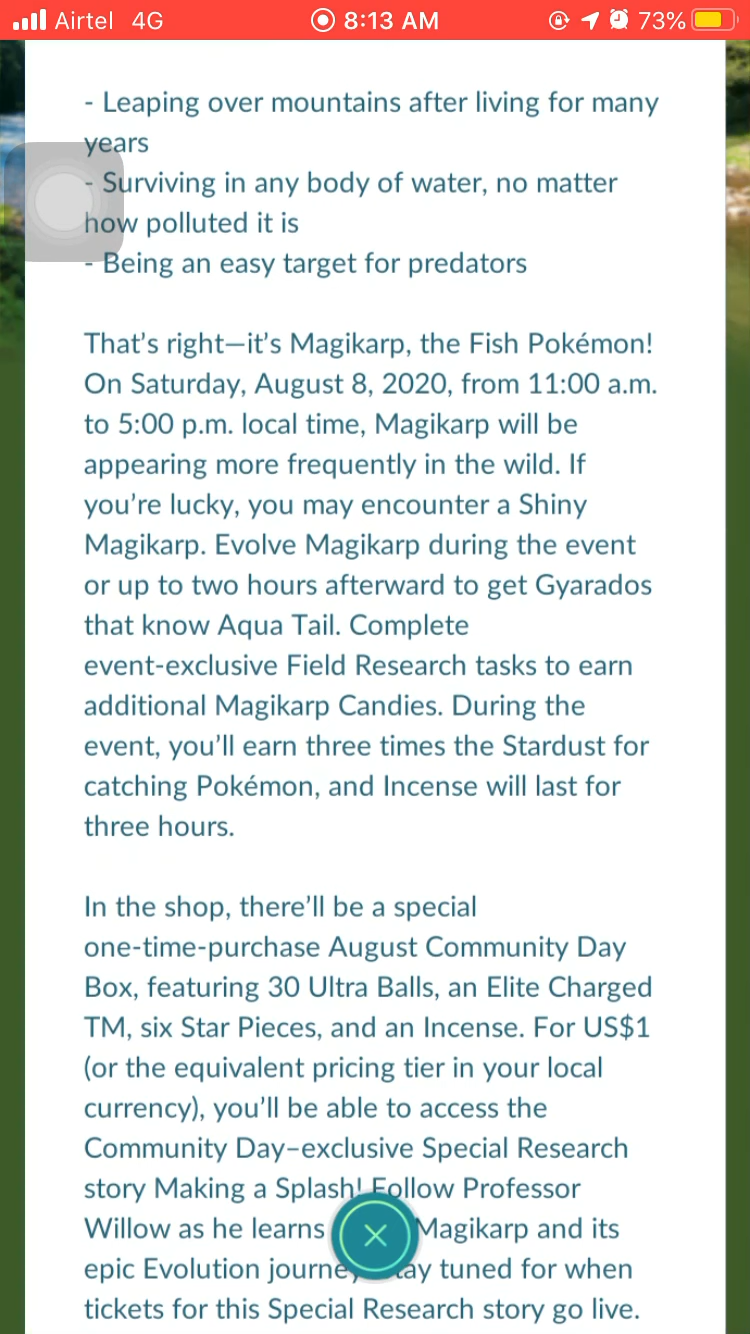 Airtel 4G 8:13 AM 73%
- Leaping over mountains after living for many
years
- Surviving in any body of water, no matter
how polluted it is
- Being an easy target for predators
That's right—it's Magikarp, the Fish Pokémon!
On Saturday, August 8, 2020, from 11:00 a.m.
to 5:00 p.m. local time, Magikarp will be
appearing more frequently in the wild. If
you're lucky, you may encounter a Shiny
Magikarp. Evolve Magikarp during the event
or up to two hours afterward to get Gyarados
that know Aqua Tail. Complete
event-exclusive Field Research tasks to earn
additional Magikarp Candies. During the
event, you'll earn three times the Stardust for
catching Pokémon, and Incense will last for
three hours.
In the shop, there'll be a special
one-time-purchase August Community Day
Box, featuring 30 Ultra Balls, an Elite Charged
TM, six Star Pieces, and an Incense. For US$1
(or the equivalent pricing tier in your local
currency), you'll be able to access the
Community Day–exclusive Special Research
story Making a Splash! Follow Professor
Willow as he learns Magikarp and its
epic Evolution tuned for when
tickets for this Special Research story go live.